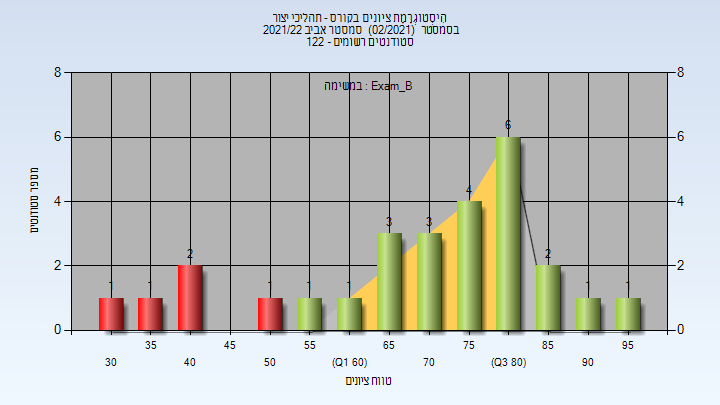 היסטוגרמת ציונים בקורס - תהליכי יצור
בסמסטר (02/2021) סמסטר אביב 2021/22
סטודנטים רשומים - 122
במשימה : Exam_B
מספר סטודנטים
8 8
6 6
4 4
2 2
0 0
1 1 2 1 1 1 3 3 4 6 2 1 1
35 45 55 65 75 85 95
30 40 50 (Q1 60) 70 (Q3 80) 90
טווח ציונים